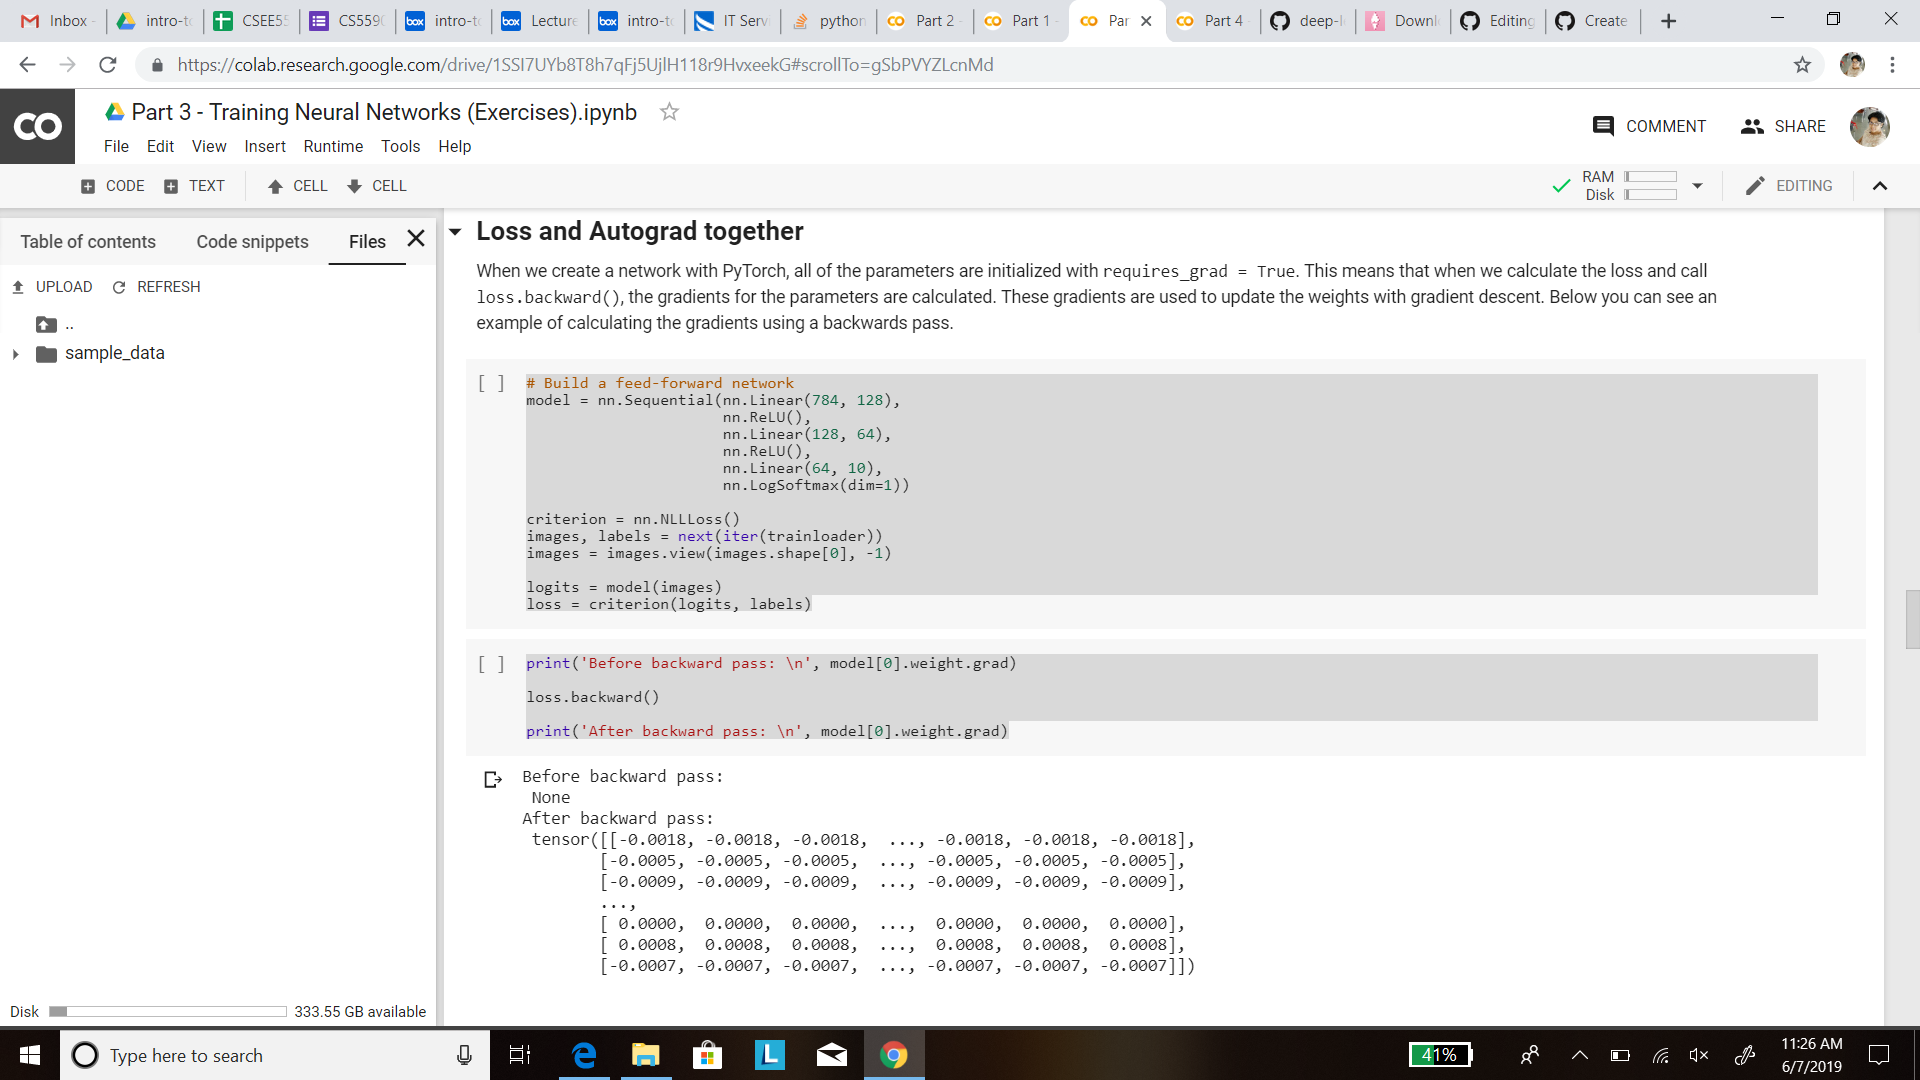 Inbox -
intro-to
CSEE55
CS5590
intro-to
Lecture
intro-to
IT Servi
python
Part 2 -
Part 1 -
Par
Part 4
deep-l
Downl
Editing
Create
https://colab.research.google.com/drive/1SSI7UYb8T8h7qFj5UjlH118r9HvxeekG#scrollTo=gSbPVYZLcnMd
CO
Part 3 - Training Neural Networks (Exercises).ipynb
COMMENT
SHARE
File Edit View Insert Runtime Tools Help
CODE TEXT CELL CELL
RAM
Disk
EDITING
Table of contents Code snippets Files
UPLOAD REFRESH
..
sample_data
Loss and Autograd together
When we create a network with PyTorch, all of the parameters are initialized with requires_grad = True. This means that when we calculate the loss and call
loss.backward(), the gradients for the parameters are calculated. These gradients are used to update the weights with gradient descent. Below you can see an
example of calculating the gradients using a backwards pass.
[ ] # Build a feed-forward network
model = nn.Sequential(nn.Linear(784, 128),
nn.ReLU(),
nn.Linear(128, 64),
nn.ReLU(),
nn.Linear(64, 10),
nn.LogSoftmax(dim=1))
criterion = nn.NLLLoss()
images, labels = next(iter(trainloader))
images = images.view(images.shape[0], -1)
logits = model(images)
loss = criterion(logits, labels)
[ ] print('Before backward pass: \n', model[0].weight.grad)
loss.backward()
print('After backward pass: \n', model[0].weight.grad)
Before backward pass:
None
After backward pass:
tensor([[-0.0018, -0.0018, -0.0018, ..., -0.0018, -0.0018, -0.0018],
[-0.0005, -0.0005, -0.0005, ..., -0.0005, -0.0005, -0.0005],
[-0.0009, -0.0009, -0.0009, ..., -0.0009, -0.0009, -0.0009],
...,
[ 0.0000, 0.0000, 0.0000, ..., 0.0000, 0.0000, 0.0000],
[ 0.0008, 0.0008, 0.0008, ..., 0.0008, 0.0008, 0.0008],
[-0.0007, -0.0007, -0.0007, ..., -0.0007, -0.0007, -0.0007]])
Disk 333.55 GB available
Type here to search
41%
11:26 AM
6/7/2019